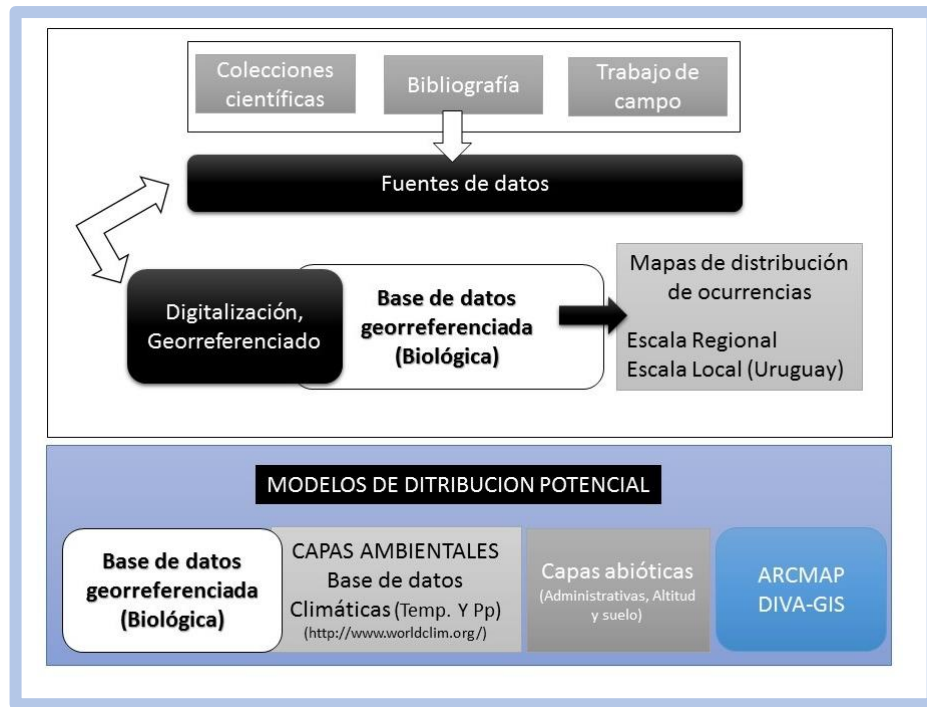 Colecciones
científicas
Bibliografía
Trabajo de
campo
Fuentes de datos
Digitalización,
Georreferenciado
Base de datos
georreferenciada
(Biológica)
Mapas de distribución
de ocurrencias
Escala Regional
Escala Local (Uruguay)
MODELOS DE DITRIBUCION POTENCIAL
Base de datos
georreferenciada
(Biológica)
CAPAS AMBIENTALES
Base de datos
Climáticas (Temp. Y Pp)
(http://www.worldclim.org/)
Capas abióticas
(Administrativas, Altitud
y suelo)
ARCMAP
DIVA-GIS